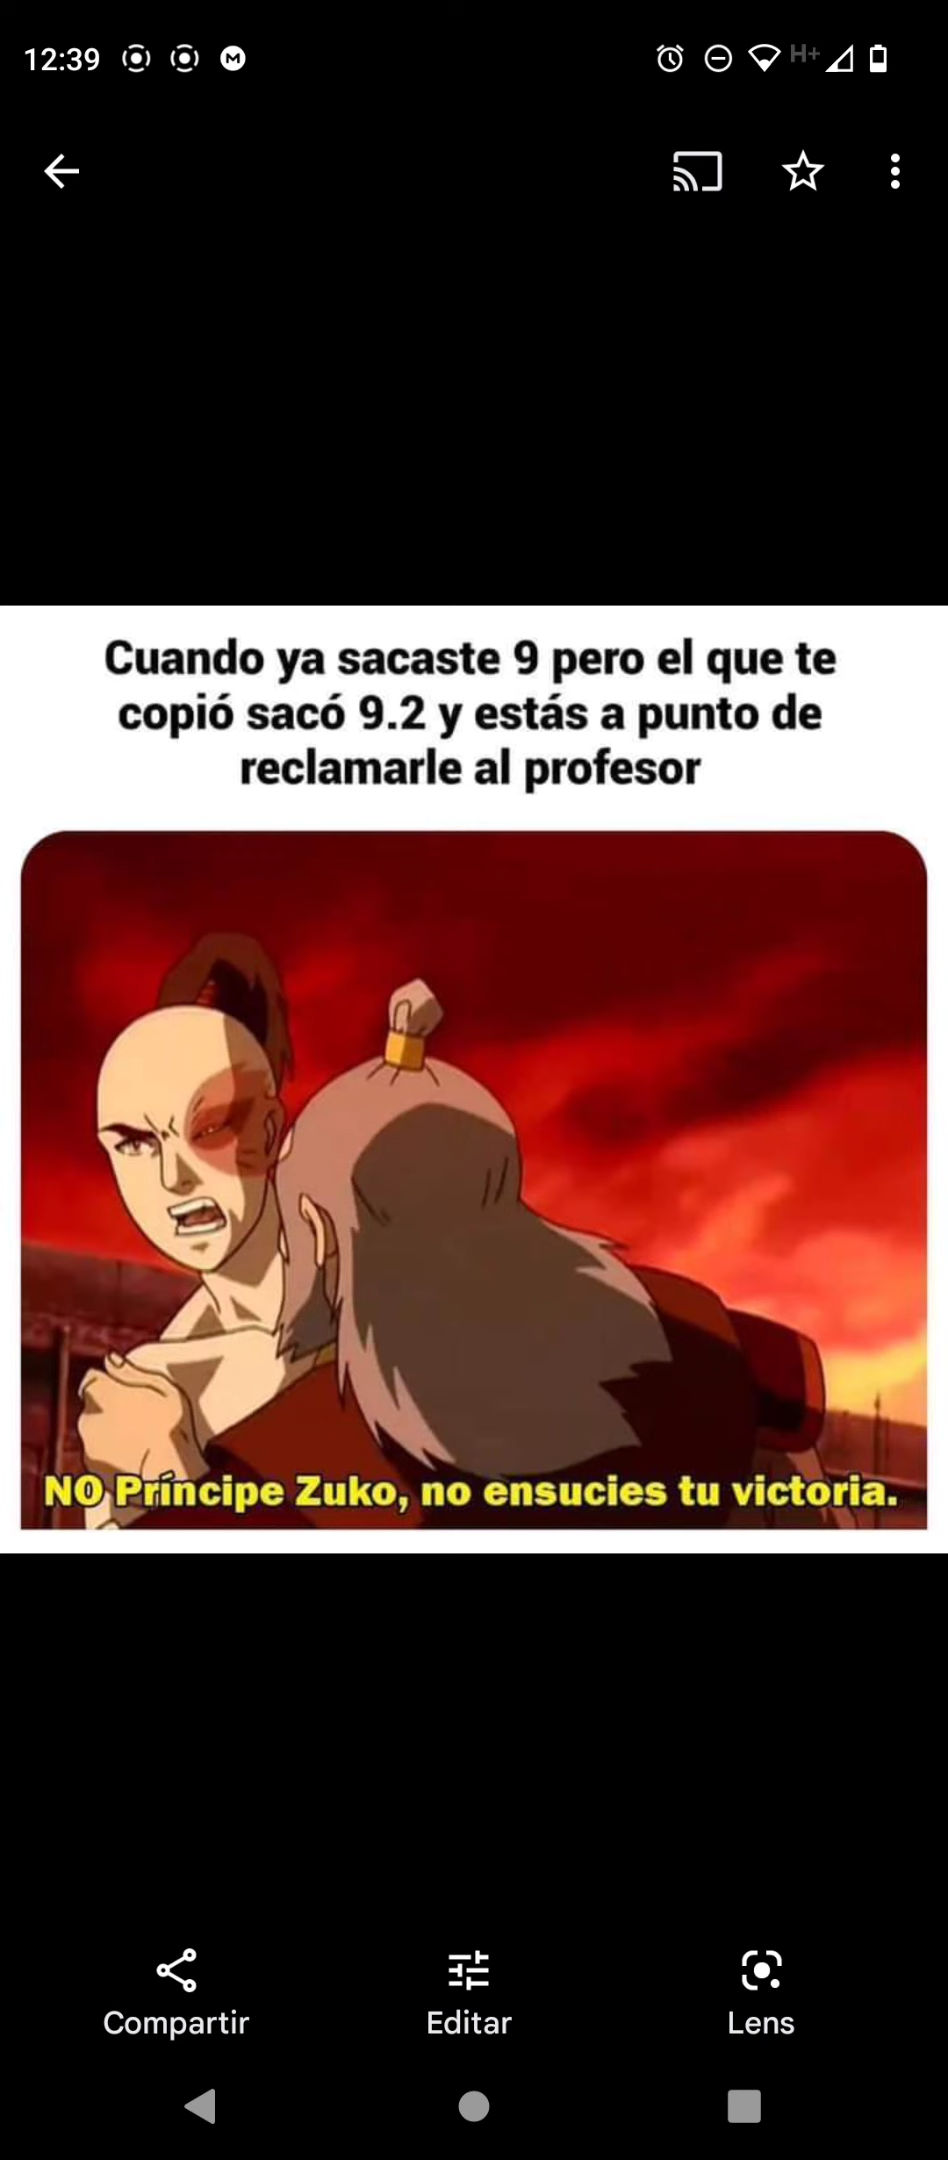 12:39
H+
Cuando ya sacaste 9 pero el que te
copió sacó 9.2 y estás a punto de
reclamarle al profesor
NO Príncipe Zuko, no ensucies tu victoria.
Compartir Editar Lens